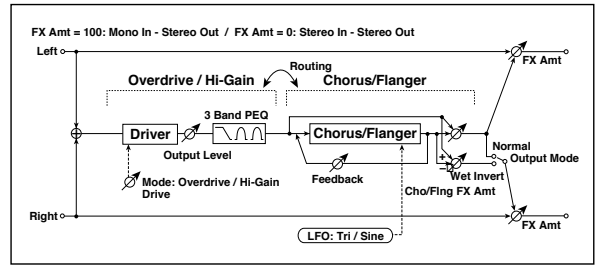 FX Amt = 100: Mono In - Stereo Out / FX Amt = 0: Stereo In - Stereo Out
Left
FX Amt
Routing
Overdrive / Hi-Gain
Chorus/Flanger
3 Band PEQ
Driver
Chorus/Flanger
Output Level
Normal
Output Mode
+
−
Wet Invert
Mode: Overdrive / Hi-Gain
Drive
Feedback
Cho/Flng FX Amt
Right
FX Amt
LFO: Tri / Sine